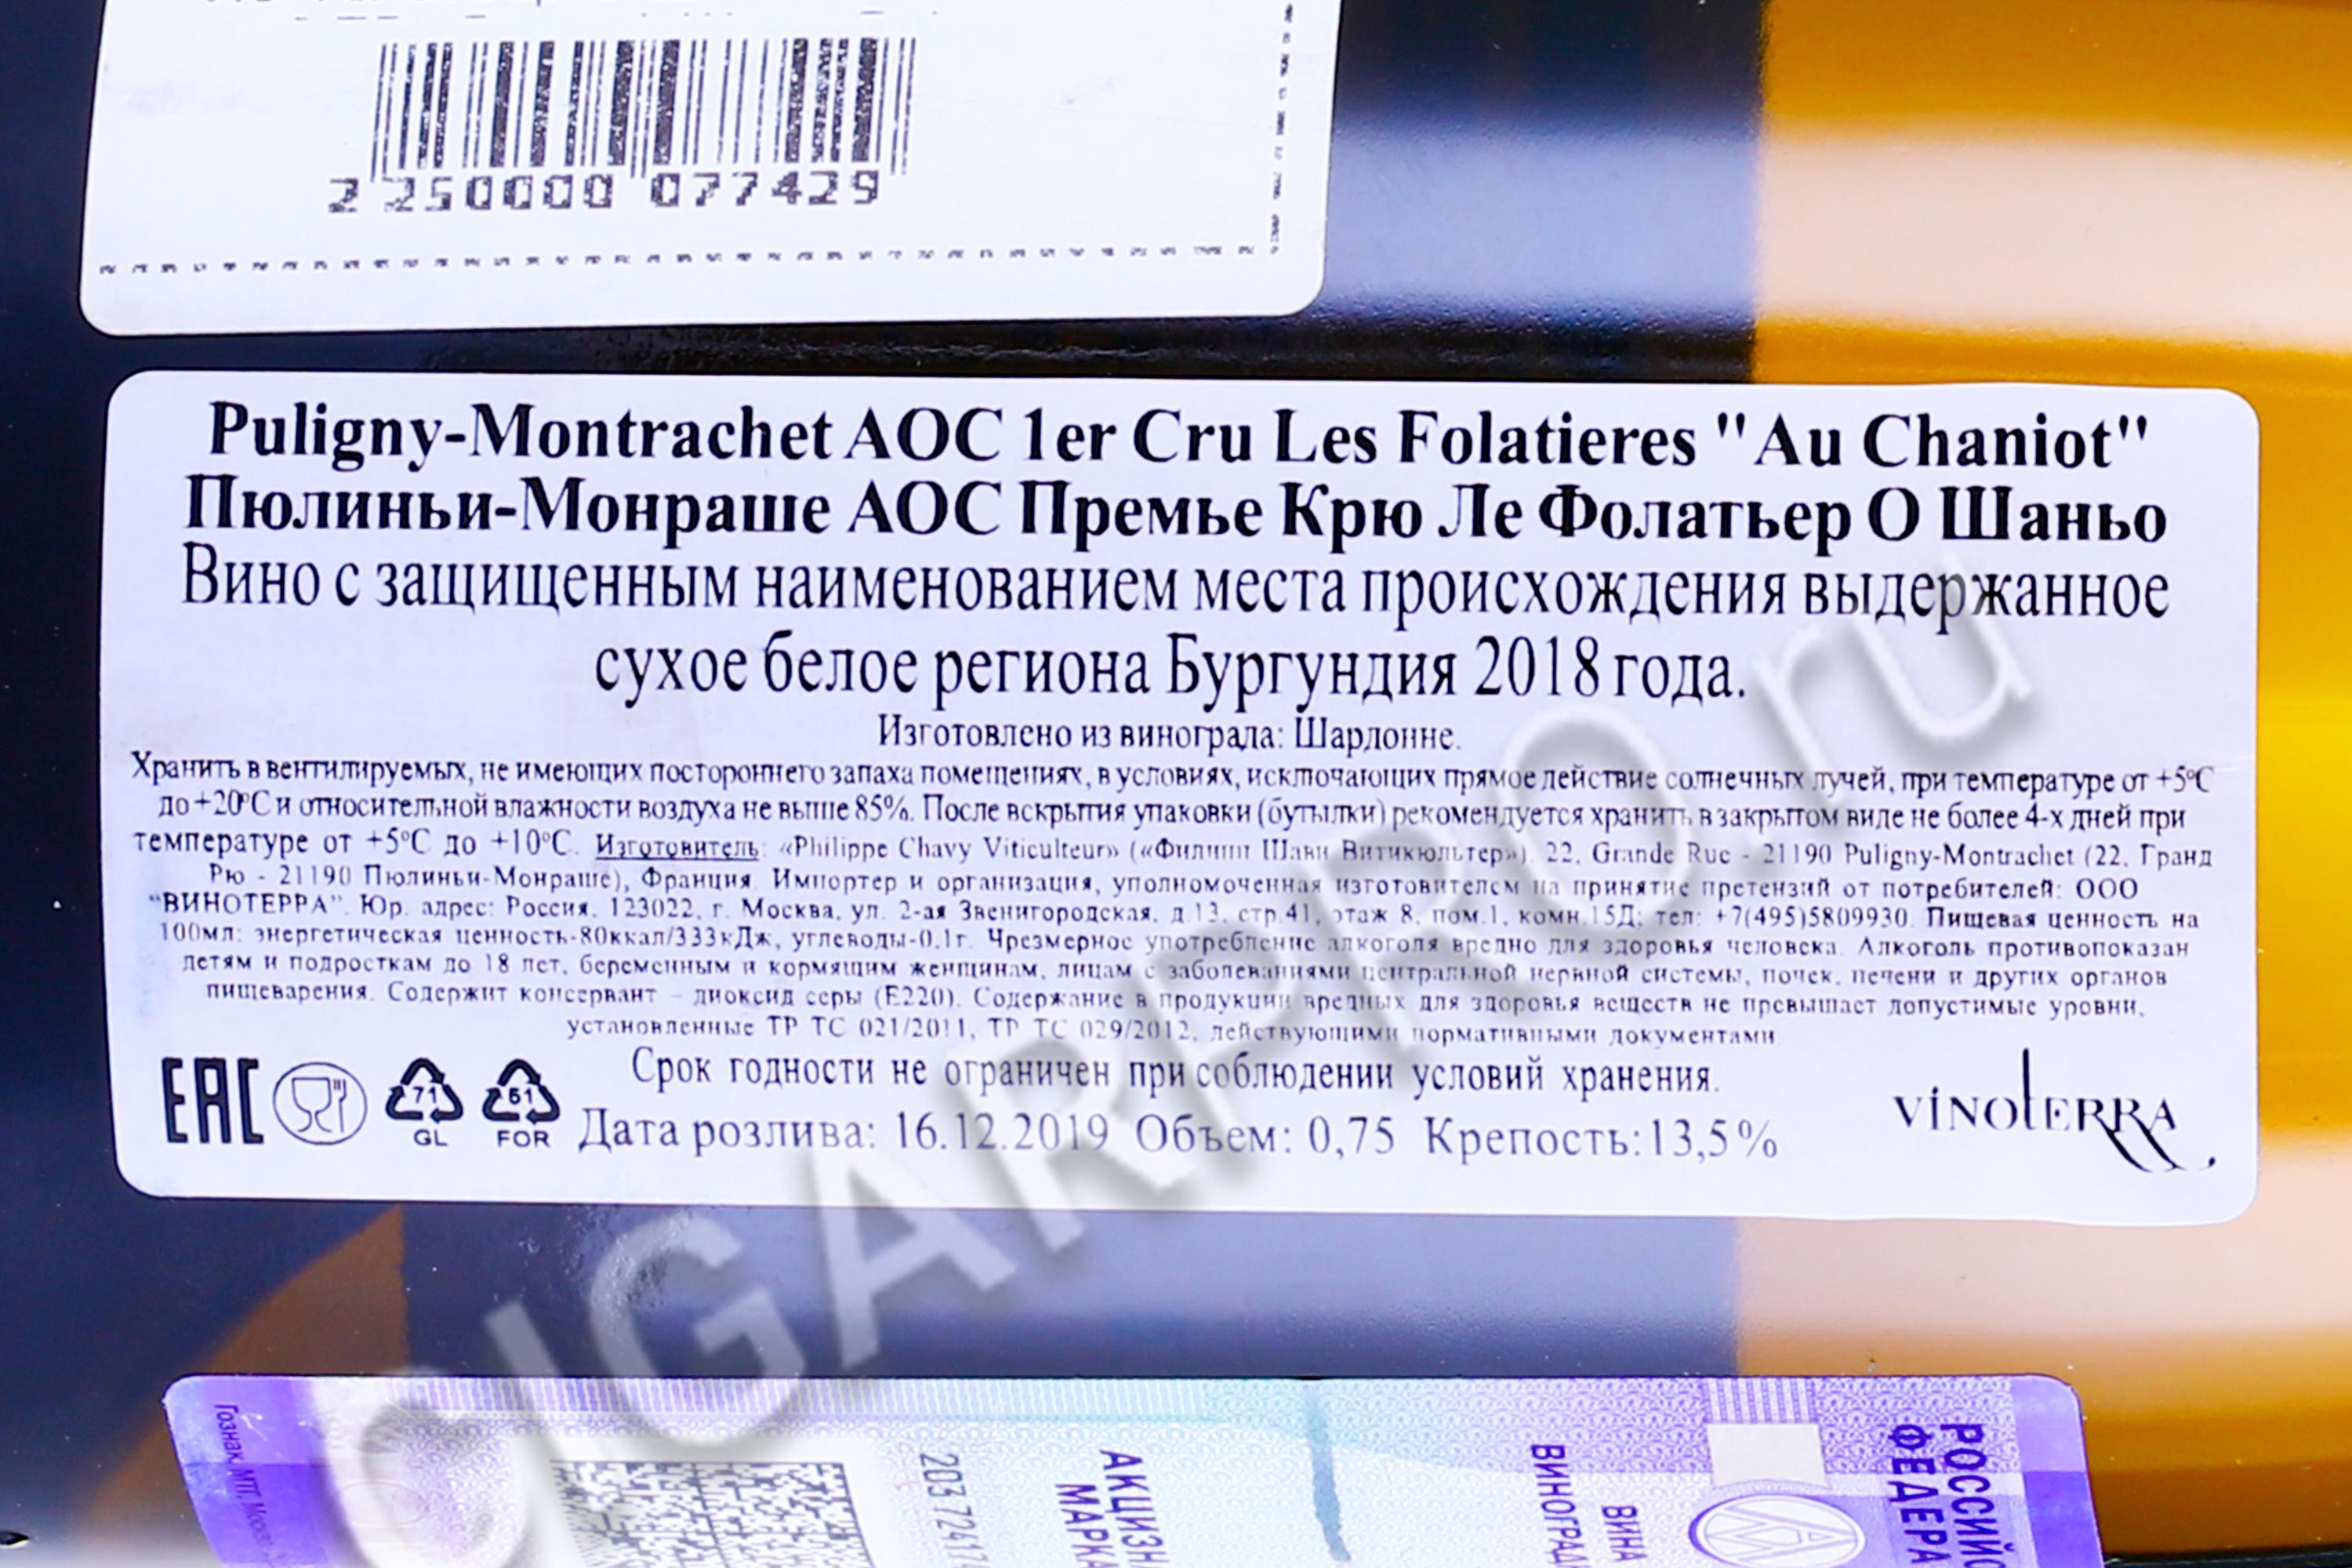 2 250000 077429
Puligny-Montrachet AOC 1er Cru Les Folatieres "Au Chaniot"
Пюлиньи-Монраше АОС Премье Крю Ле Фолатьер О Шаньо
Вино с защищенным наименованием места происхождения выдержанное
сухое белое региона Бургундия 2018 года.
Изготовлено из винограда: Шардонне.
Хранить в вентилируемых, не имеющих постороннего запаха помещениях, в условиях, исключающих прямое действие солнечных лучей, при температуре от +5°С
до +20°С и относительной влажности воздуха не выше 85%. После вскрытия упаковки (бутылки) рекомендуется хранить в закрытом виде не более 4-х дней при
температуре от +5°С до +10°С. Изготовитель: «Philippe Chavy Viticulteur» («Филипп Шави Витикюльтер»). 22, Grande Rue - 21190 Puligny-Montrachet (22, Гранд
Рю - 21190 Пюлиньи-Монраше), Франция. Импортер и организация, уполномоченная изготовителем на принятие претензий от потребителей: ООО
"ВИНОТЕРРА". Юр. адрес: Россия, 123022, г. Москва, ул. 2-ая Звенигородская, д.13, стр.41, этаж 8, пом.1, комн.15Д; тел: +7(495)5809930. Пищевая ценность на
100мл: энергетическая ценность-80ккал/333кДж, углеводы-0.1г. Чрезмерное употребление алкоголя вредно для здоровья человека. Алкоголь противопоказан
детям и подросткам до 18 лет, беременным и кормящим женщинам, лицам с заболеваниями центральной нервной системы, почек, печени и других органов
пищеварения. Содержит консервант - диоксид серы (Е220). Содержание в продукции вредных для здоровья веществ не превышает допустимые уровни,
установленные ТР ТС 021/2011, ТР ТС 029/2012, действующими нормативными документами
Срок годности не ограничен при соблюдении условий хранения.
EAC 71 GL 51 FOR Дата розлива: 16.12.2019 Объем: 0,75 Крепость:13,5%
VINOTERRA
CIGARPRO.ru
Гознак, МПТ,
203 7241
АКЦИЗН
МАРКА
ВИНОГРАД
ВИНА
РОССИЙС
ФЕДЕРА